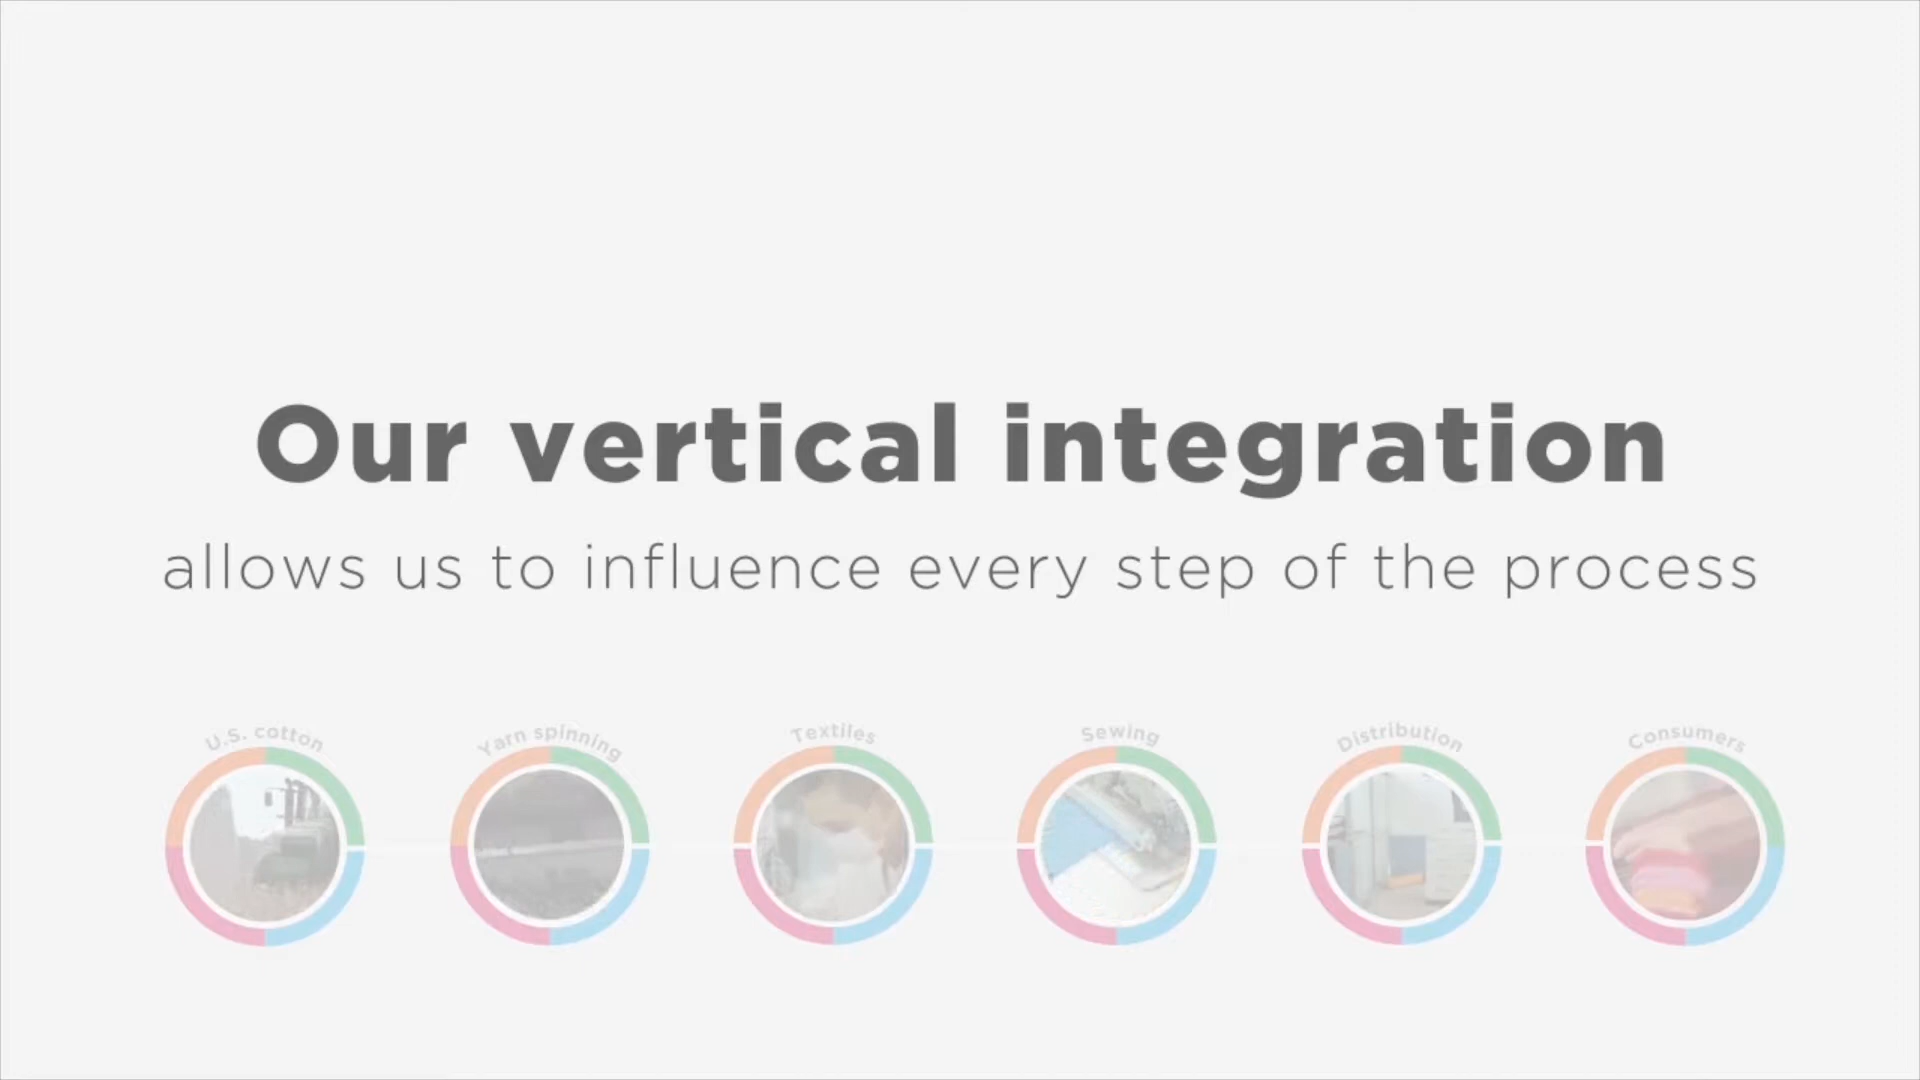 Our vertical integration
allows us to influence every step of the process
U.S. cotton
Yarn spinning
Textiles
Sewing
Distribution
Consumers